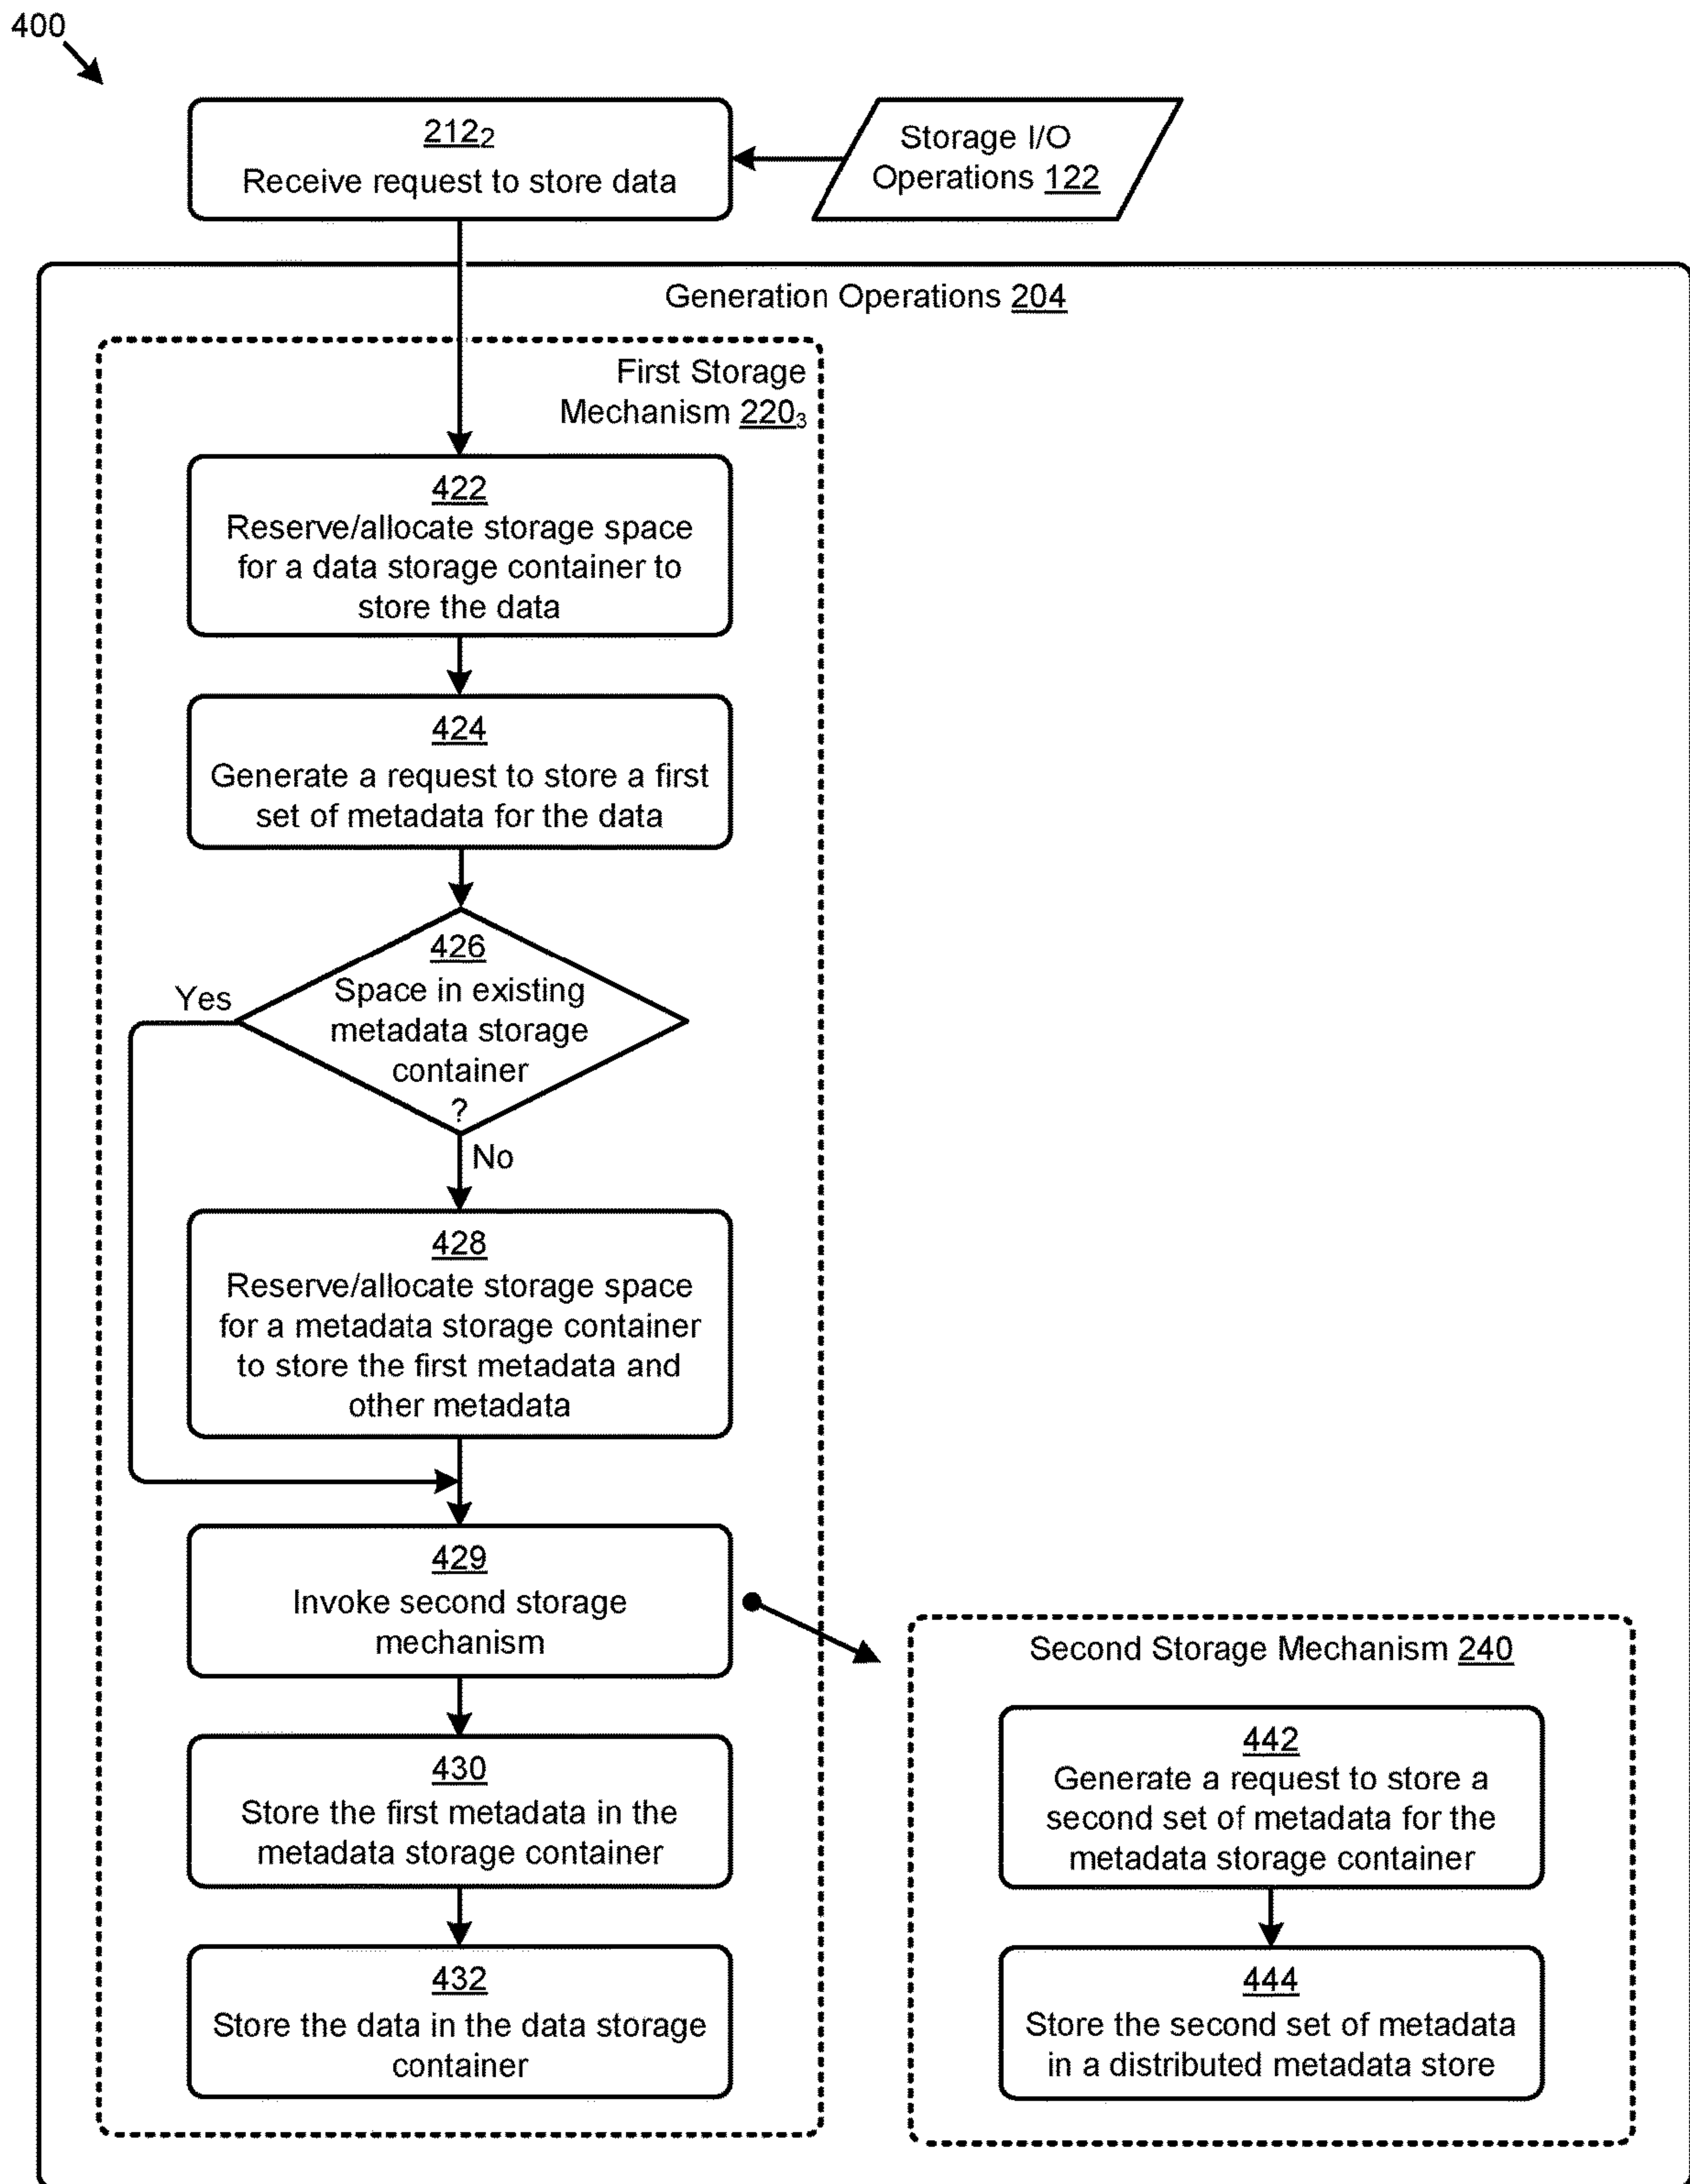 400
212₂
Receive request to store data
Storage I/O
Operations 122
Generation Operations 204
First Storage
Mechanism 220₃
422
Reserve/allocate storage space
for a data storage container to
store the data
424
Generate a request to store a first
set of metadata for the data
426
Space in existing
metadata storage
container
?
Yes
No
428
Reserve/allocate storage space
for a metadata storage container
to store the first metadata and
other metadata
429
Invoke second storage
mechanism
430
Store the first metadata in the
metadata storage container
432
Store the data in the data storage
container
Second Storage Mechanism 240
442
Generate a request to store a
second set of metadata for the
metadata storage container
444
Store the second set of metadata
in a distributed metadata store